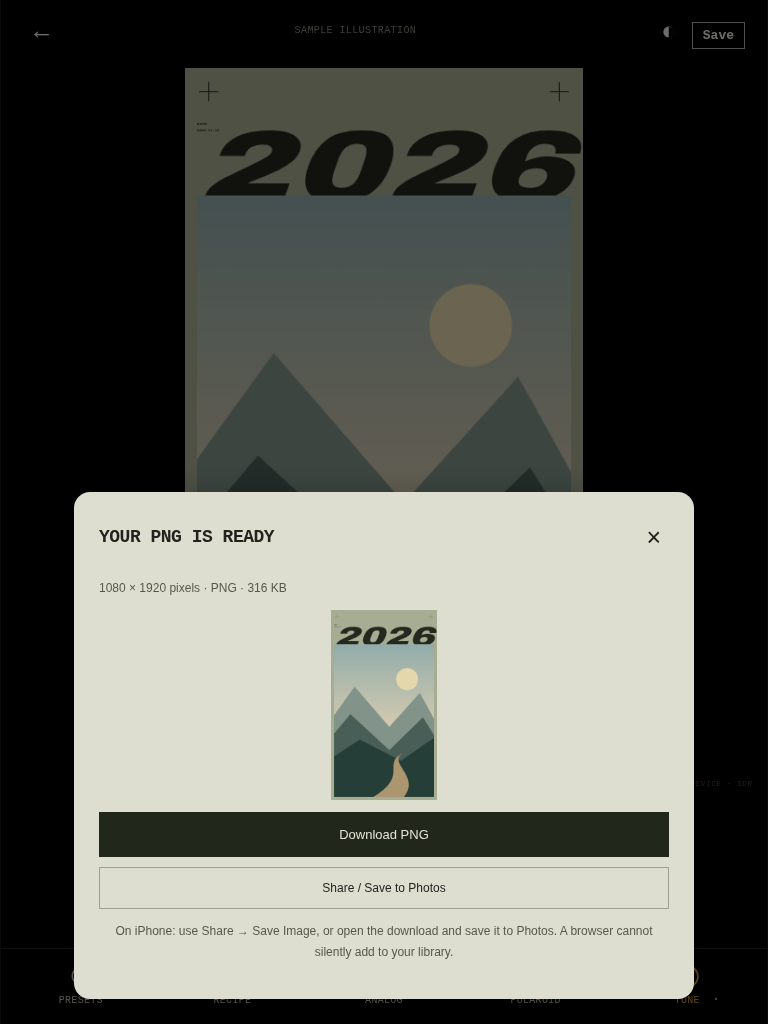 ←
SAMPLE ILLUSTRATION
Save
2026
YOUR PNG IS READY
×
1080 × 1920 pixels · PNG · 316 KB
2026
Download PNG
Share / Save to Photos
On iPhone: use Share → Save Image, or open the download and save it to Photos. A browser cannot
silently add to your library.
PRESETS
RECIPE
ANALOG
POLAROID
TUNE